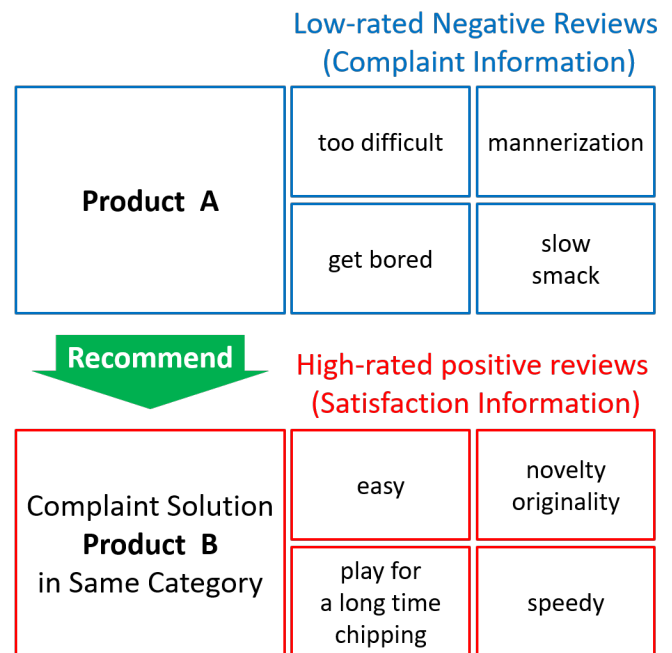 Low-rated Negative Reviews
(Complaint Information)
Product A
too difficult
mannerization
get bored
slow
smack
Recommend
High-rated positive reviews
(Satisfaction Information)
Complaint Solution
Product B
in Same Category
easy
novelty
originality
play for
a long time
chipping
speedy